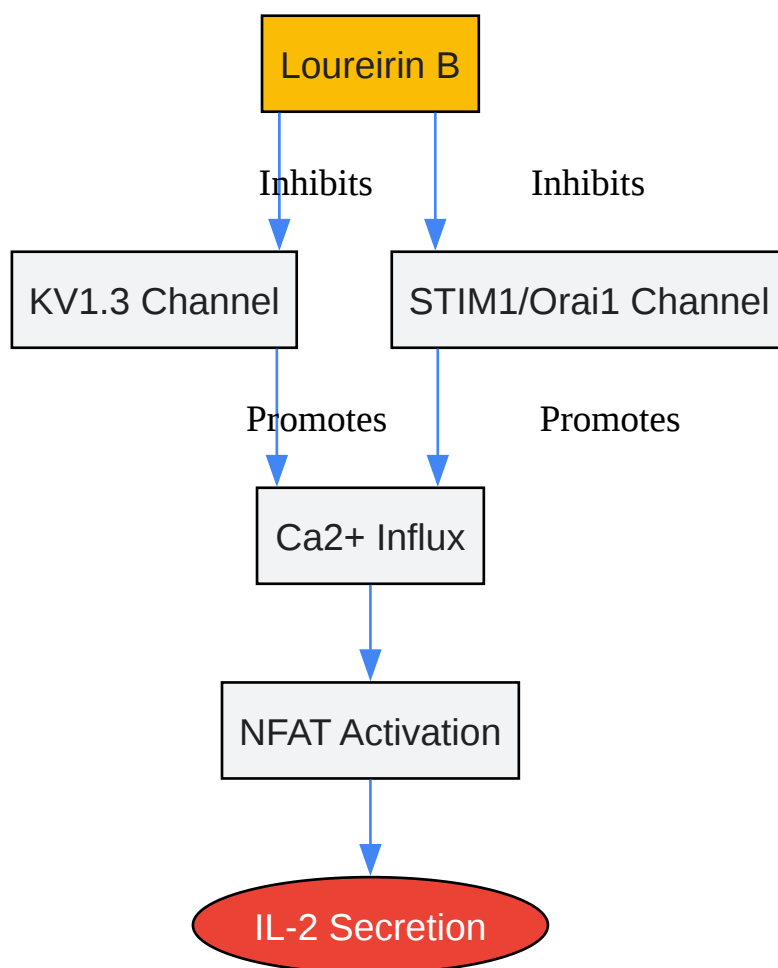 Loureirin B
Inhibits
Inhibits
KV1.3 Channel
STIM1/Orai1 Channel
Promotes
Promotes
Ca2+ Influx
NFAT Activation
IL-2 Secretion